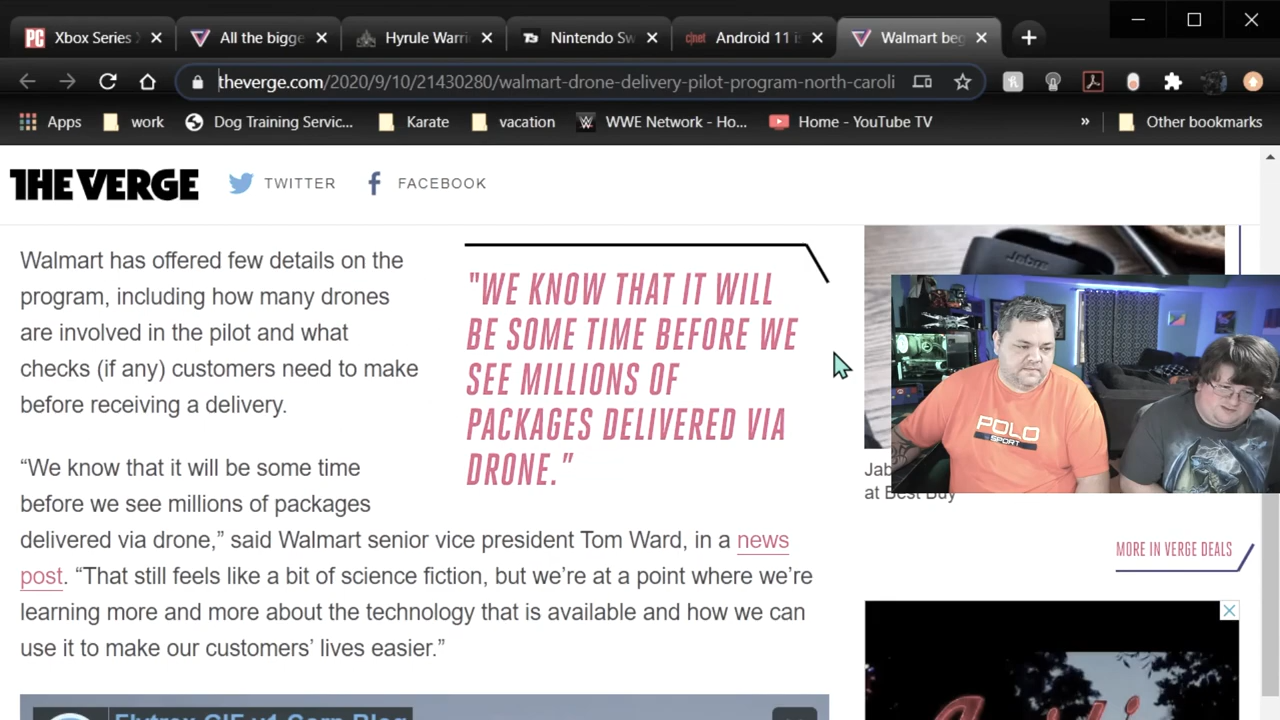 Xbox Series
All the bigge
Hyrule Warri
Nintendo Sw
Android 11 is
Walmart beg
theverge.com/2020/9/10/21430280/walmart-drone-delivery-pilot-program-north-caroli
Apps
work
Dog Training Servic...
Karate
vacation
WWE Network - Ho...
Home - YouTube TV
»
Other bookmarks
THE VERGE
TWITTER
FACEBOOK
Walmart has offered few details on the
program, including how many drones
are involved in the pilot and what
checks (if any) customers need to make
before receiving a delivery.
"WE KNOW THAT IT WILL
BE SOME TIME BEFORE WE
SEE MILLIONS OF
PACKAGES DELIVERED VIA
DRONE."
“We know that it will be some time
before we see millions of packages
delivered via drone,” said Walmart senior vice president Tom Ward, in a news
post. “That still feels like a bit of science fiction, but we’re at a point where we’re
learning more and more about the technology that is available and how we can
use it to make our customers’ lives easier.”
Jabra
POLO
SPORT
at Best Buy
MORE IN VERGE DEALS